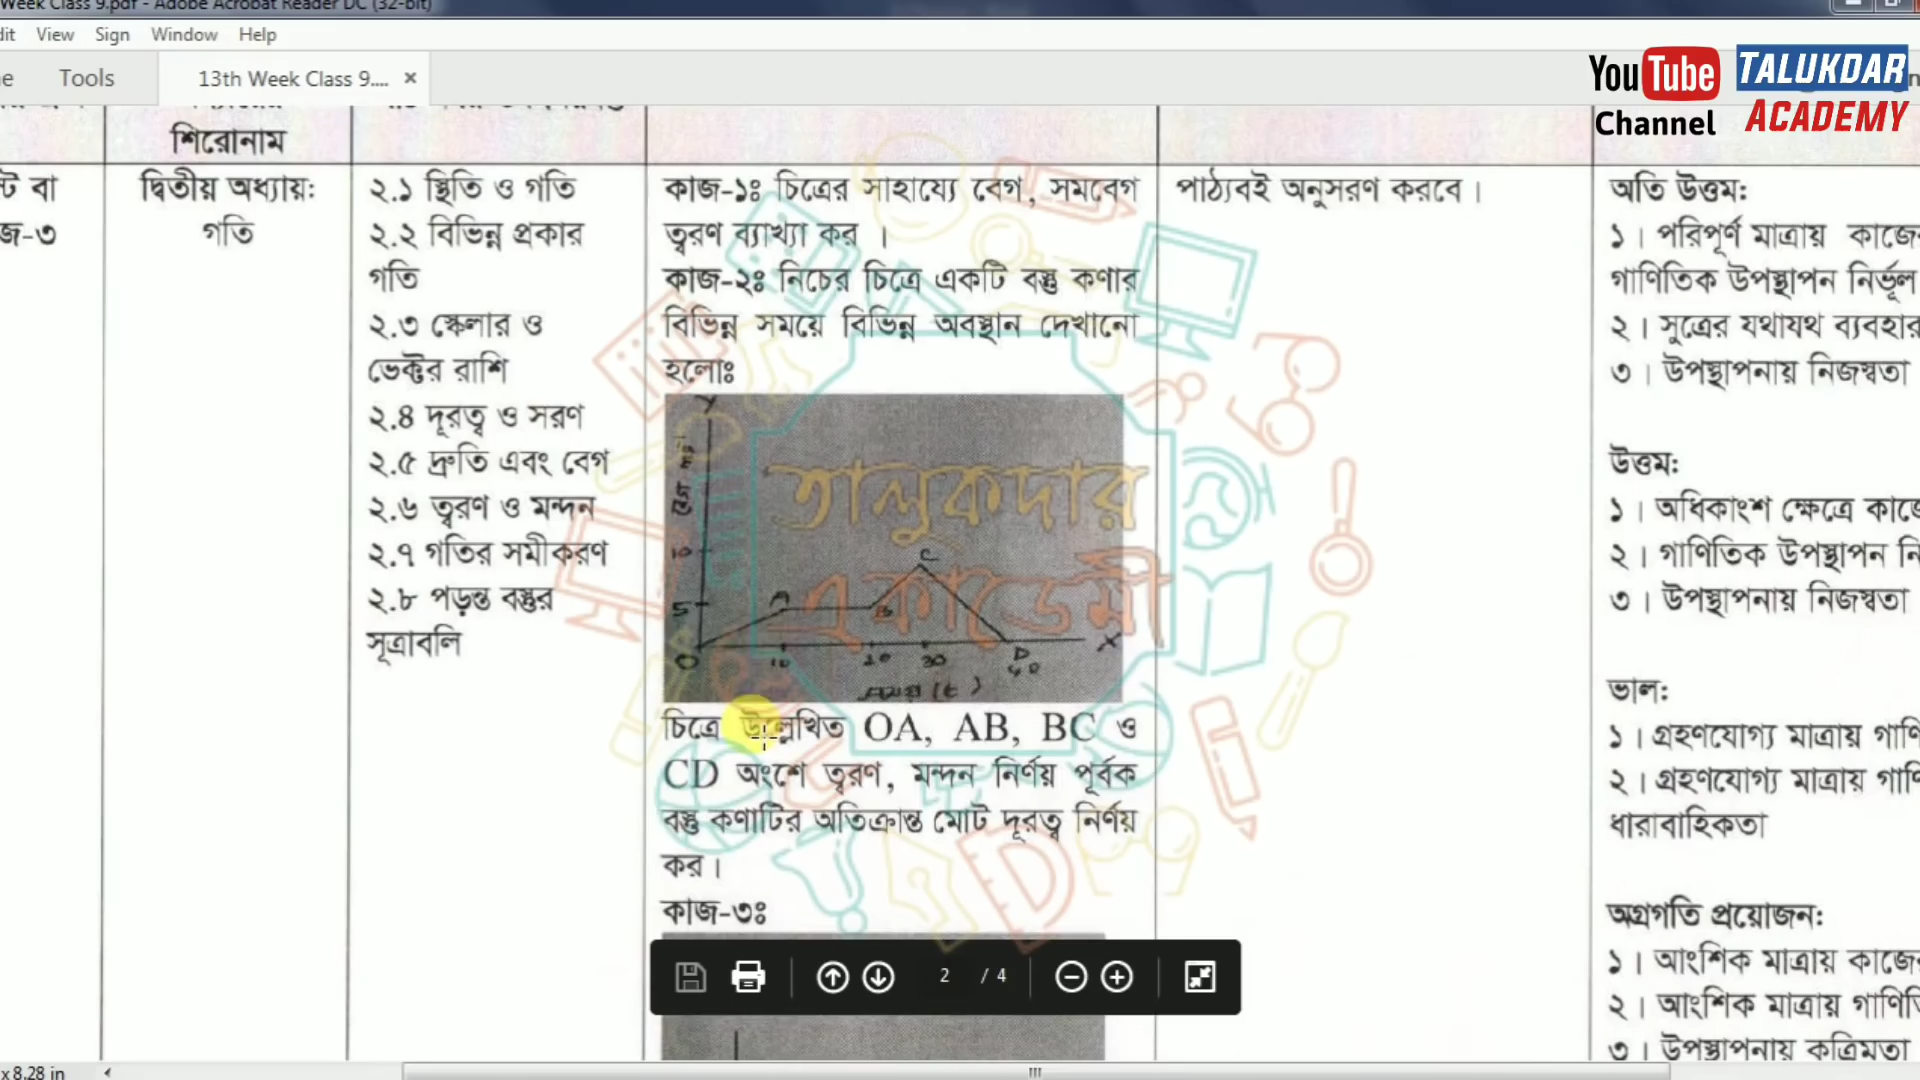 Week Class 9.pdf - Adobe Acrobat Reader DC (32-bit)
View Sign Window Help
Tools
13th Week Class 9....
YouTube
Channel
TALUKDAR
ACADEMY
শিরোনাম
দ্বিতীয় অধ্যায়:
গতি
২.১ স্থিতি ও গতি
২.২ বিভিন্ন প্রকার
গতি
২.৩ স্কেলার ও
ভেক্টর রাশি
২.৪ দূরত্ব ও সরণ
২.৫ দ্রুতি এবং বেগ
২.৬ ত্বরণ ও মন্দন
২.৭ গতির সমীকরণ
২.৮ পড়ন্ত বস্তুর
সূত্রাবলি
কাজ-১ঃ চিত্রের সাহায্যে বেগ, সমবেগ
ত্বরণ ব্যাখ্যা কর ।
কাজ-২ঃ নিচের চিত্রে একটি বস্তু কণার
বিভিন্ন সময়ে বিভিন্ন অবস্থান দেখানো
হলোঃ
তালুকদার
একাডেমী
C
A
B
5
O
10
20
30
D
40
X
সময় (t)
চিত্রে উল্লেখিত OA, AB, BC ও
CD অংশে ত্বরণ, মন্দন নির্ণয় পূর্বক
বস্তু কণাটির অতিক্রান্ত মোট দূরত্ব নির্ণয়
কর।
কাজ-৩ঃ
2 / 4
পাঠ্যবই অনুসরণ করবে।
অতি উত্তম:
১। পরিপূর্ণ মাত্রায় কাজের
গাণিতিক উপস্থাপন নির্ভূল
২। সুত্রের যথাযথ ব্যবহার
৩। উপস্থাপনায় নিজস্বতা
উত্তম:
১। অধিকাংশ ক্ষেত্রে
২। গাণিতিক উপস্থাপন
৩। উপস্থাপনায় নিজস্বতা
ভাল:
১। গ্রহণযোগ্য মাত্রায়
২। গ্রহণযোগ্য মাত্রায়
ধারাবাহিকতা
অগ্রগতি প্রয়োজন:
১। আংশিক মাত্রায় কাজের
২। আংশিক মাত্রায়
৩। উপস্থাপনায়
x 8.28 in